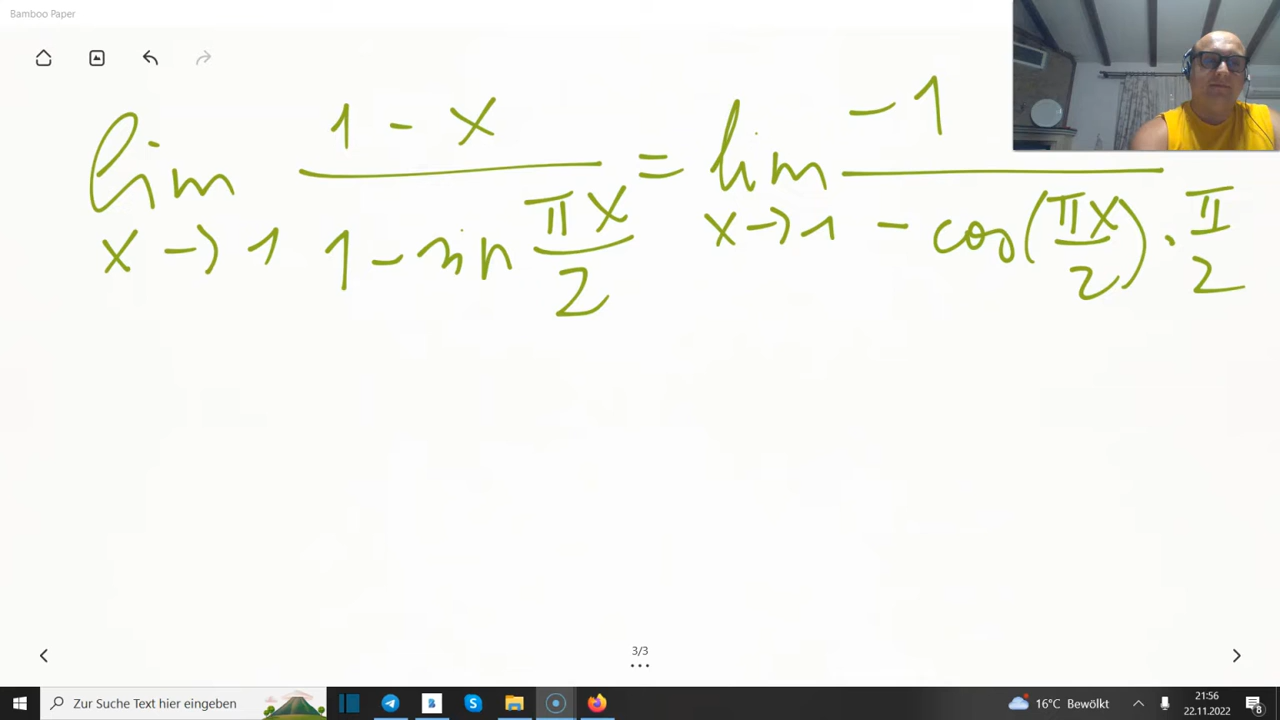 Bamboo Paper
lim x→1 (1 - x)/(1 - sin πx/2) = lim x→1 -1/(-cos(πx/2) · π/2)
3/3
Zur Suche Text hier eingeben
16°C Bewölkt
21:56
22.11.2022
8